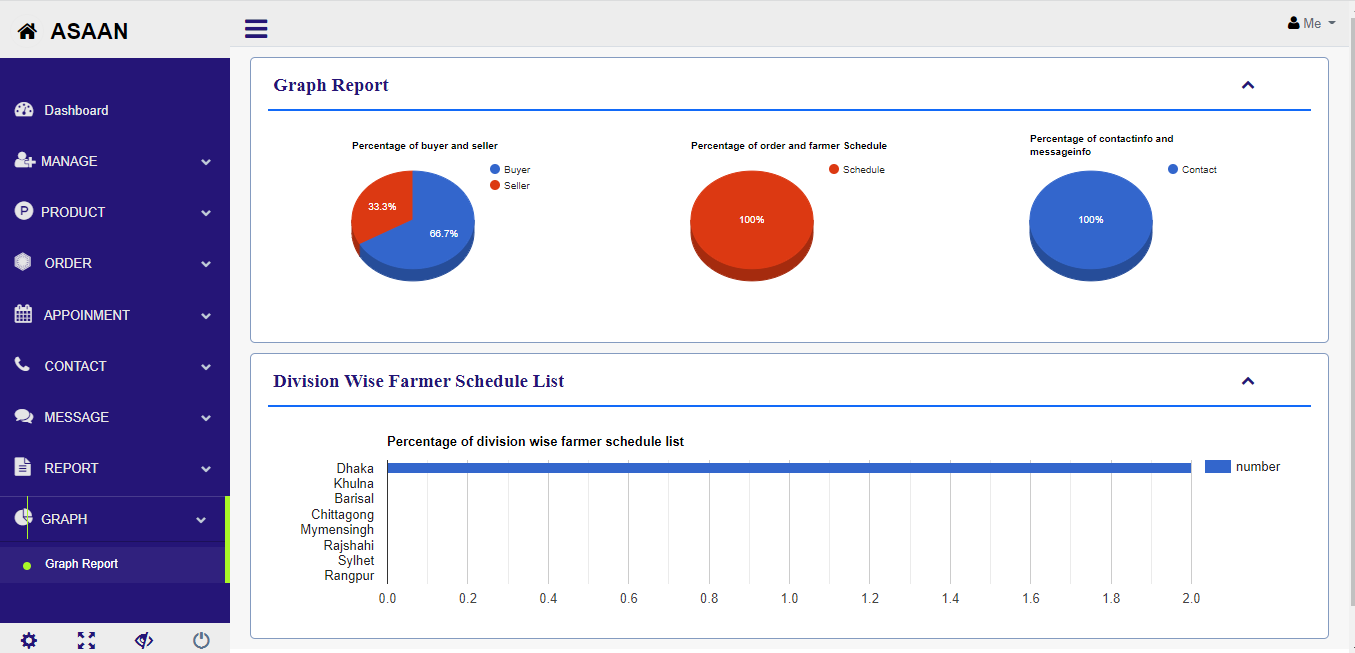 ASAAN
Me
Dashboard
MANAGE
PRODUCT
ORDER
APPOINMENT
CONTACT
MESSAGE
REPORT
GRAPH
Graph Report
Graph Report
Percentage of buyer and seller
Buyer
Seller
33.3%
66.7%
Percentage of order and farmer Schedule
Schedule
100%
Percentage of contactinfo and
messageinfo
Contact
100%
Division Wise Farmer Schedule List
Percentage of division wise farmer schedule list
number
Dhaka
Khulna
Barisal
Chittagong
Mymensingh
Rajshahi
Sylhet
Rangpur
0.0 0.2 0.4 0.6 0.8 1.0 1.2 1.4 1.6 1.8 2.0